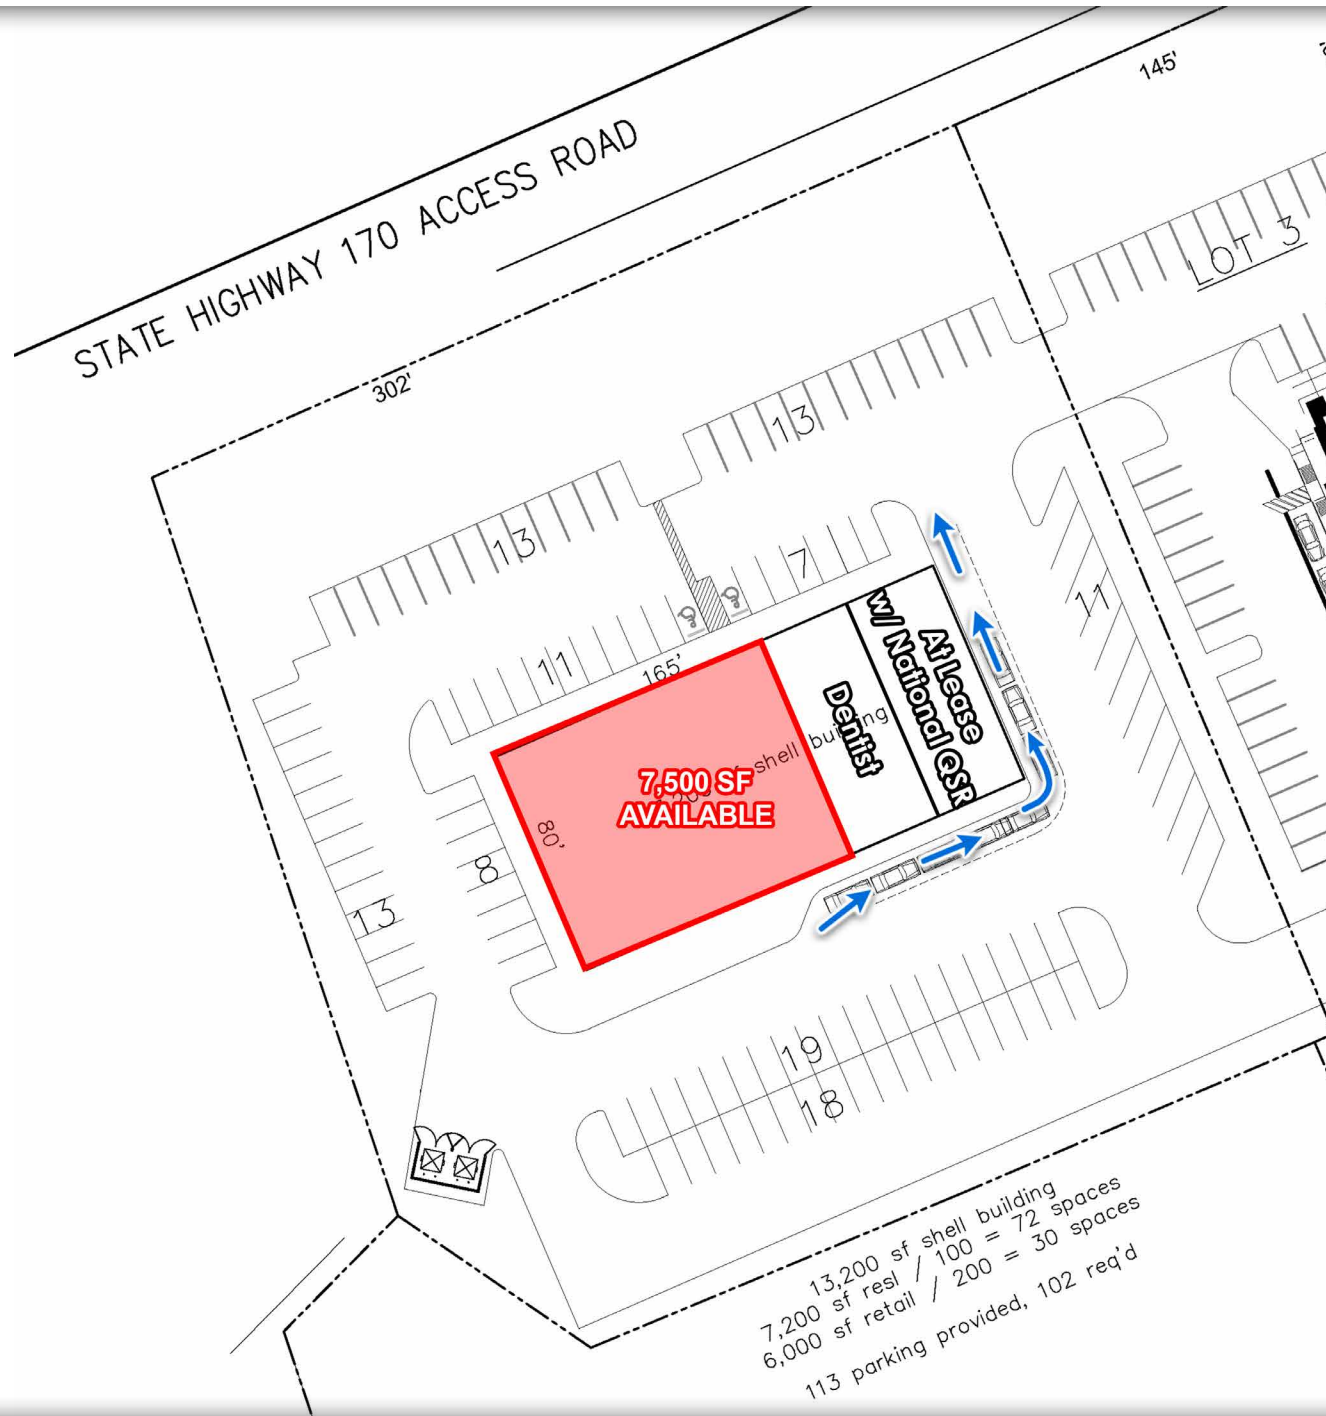 145'
STATE HIGHWAY 170 ACCESS ROAD
302'
LOT 3
13
13
7
11
11
165'
At Lease
w/ National QSR
Dentist
shell building
7,500 SF
AVAILABLE
80'
8
13
19
18
13,200 sf shell building
7,200 sf resl / 100 = 72 spaces
6,000 sf retail / 200 = 30 spaces
113 parking provided, 102 req'd